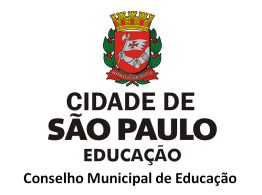 CIDADE DE
SÃO PAULO
EDUCAÇÃO
Conselho Municipal de Educação